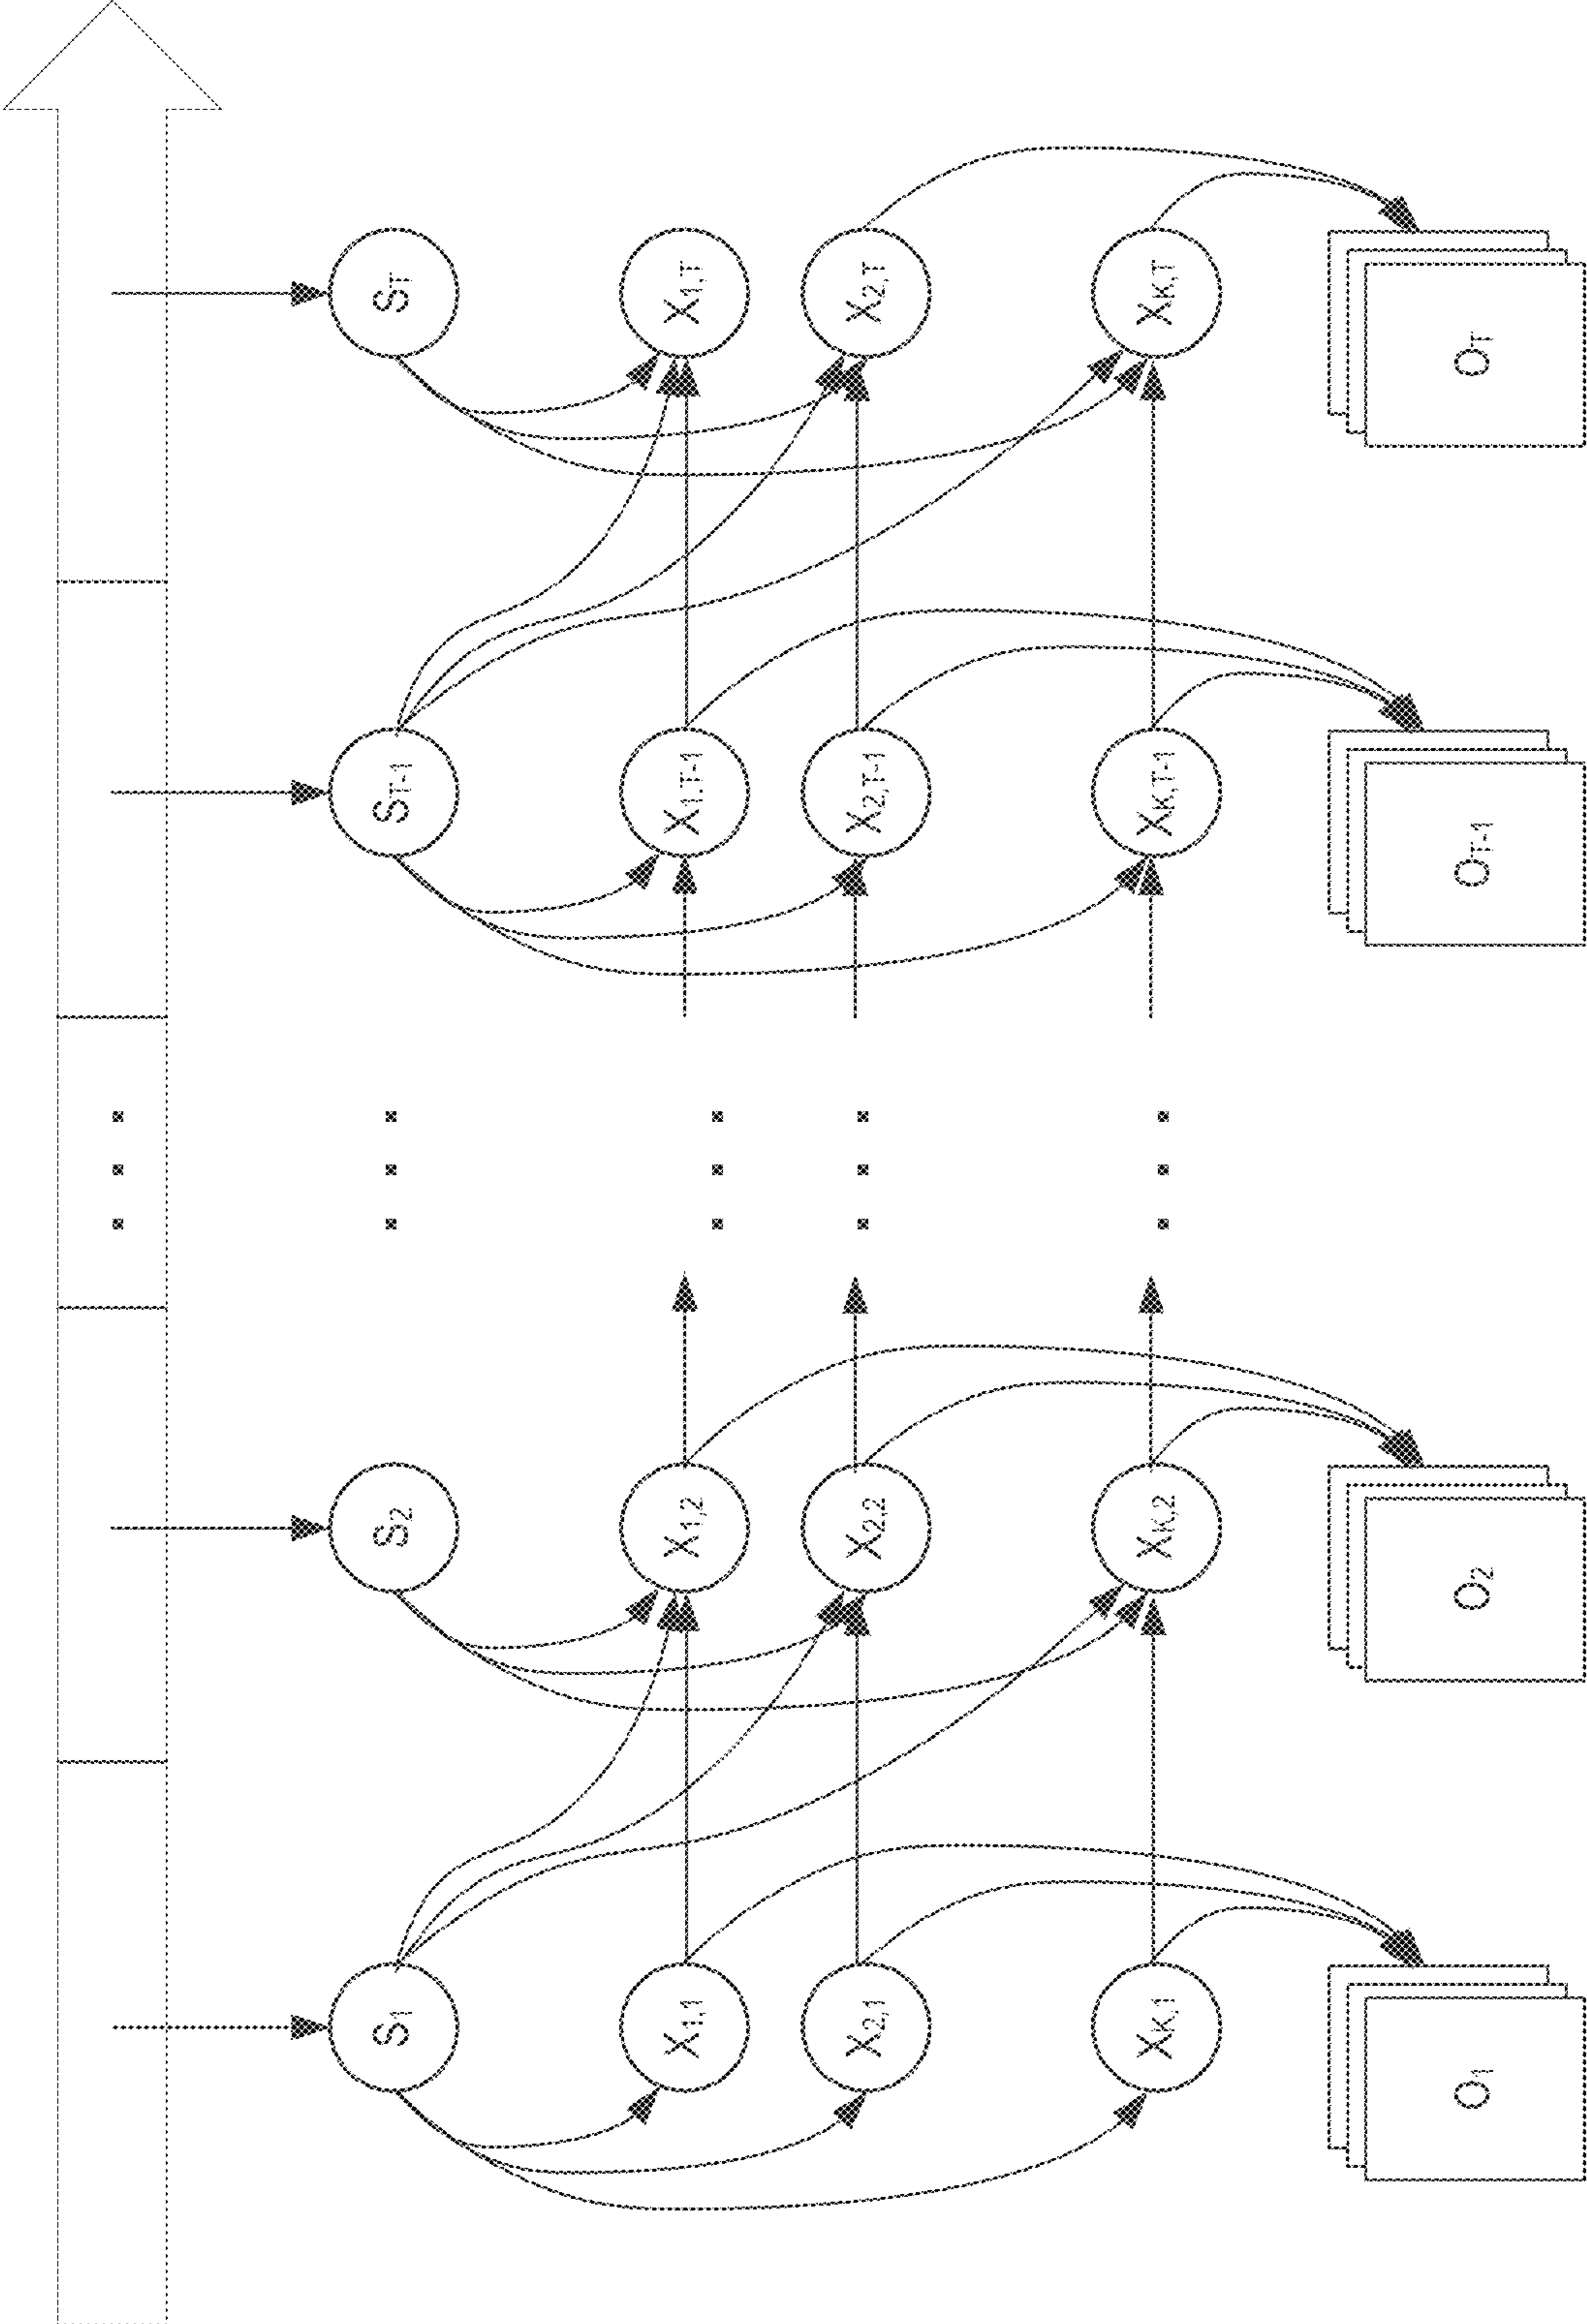 S1 S2 ST-1 ST
X1,1 X1,2 X1,T-1 X1,T
X2,1 X2,2 X2,T-1 X2,T
XK,1 XK,2 XK,T-1 XK,T
O1 O2 OT-1 OT